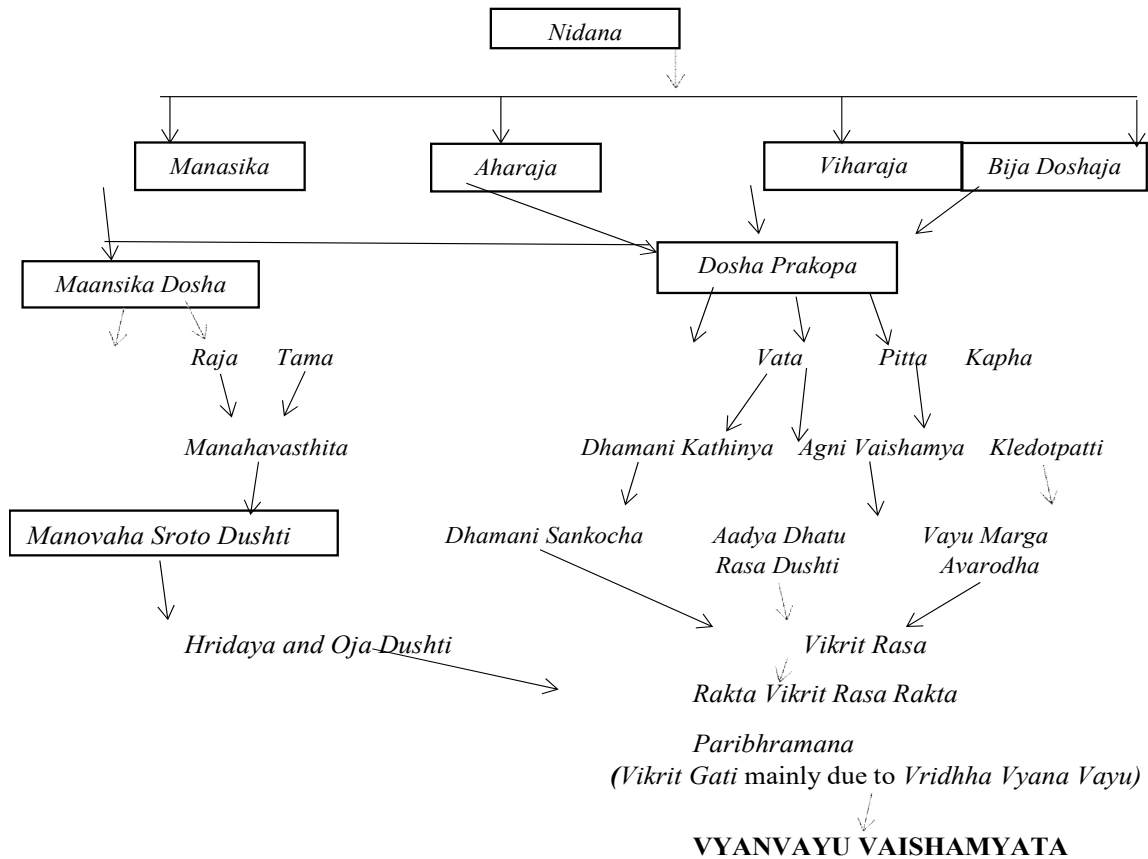 Nidana
Manasika
Aharaja
Viharaja
Bija Doshaja
Maansika Dosha
Dosha Prakopa
Raja Tama
Vata Pitta Kapha
Manahavasthita
Dhamani Kathinya Agni Vaishamya Kledotpatti
Manovaha Sroto Dushti
Dhamani Sankocha
Aadya Dhatu
Rasa Dushti
Vayu Marga
Avarodha
Hridaya and Oja Dushti
Vikrit Rasa
Rakta Vikrit Rasa Rakta
Paribhramana
(Vikrit Gati mainly due to Vridhha Vyana Vayu)
VYANVAYU VAISHAMYATA